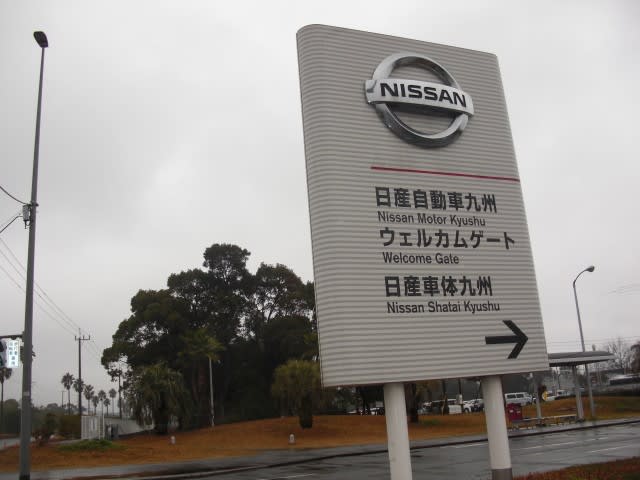 NISSAN
日産自動車九州
Nissan Motor Kyushu
ウェルカムゲート
Welcome Gate
日産車体九州
Nissan Shatai Kyushu